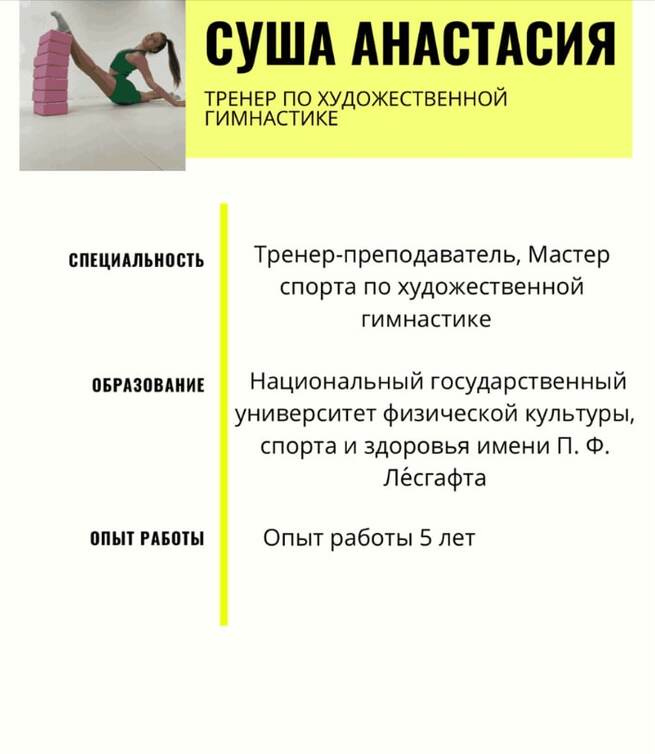 СУША АНАСТАСИЯ
ТРЕНЕР ПО ХУДОЖЕСТВЕННОЙ
ГИМНАСТИКЕ
СПЕЦИАЛЬНОСТЬ
Тренер-преподаватель, Мастер
спорта по художественной
гимнастике
ОБРАЗОВАНИЕ
Национальный государственный
университет физической культуры,
спорта и здоровья имени П. Ф.
Ле́сгафта
ОПЫТ РАБОТЫ
Опыт работы 5 лет